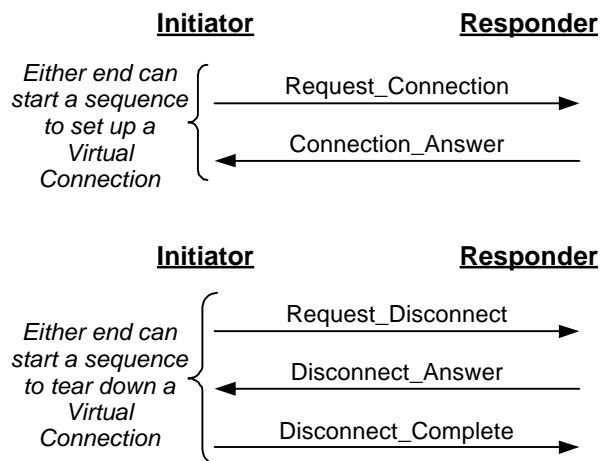 Initiator Responder
Either end can
start a sequence
to set up a
Virtual
Connection
Request_Connection
Connection_Answer
Initiator Responder
Either end can
start a sequence
to tear down a
Virtual
Connection
Request_Disconnect
Disconnect_Answer
Disconnect_Complete